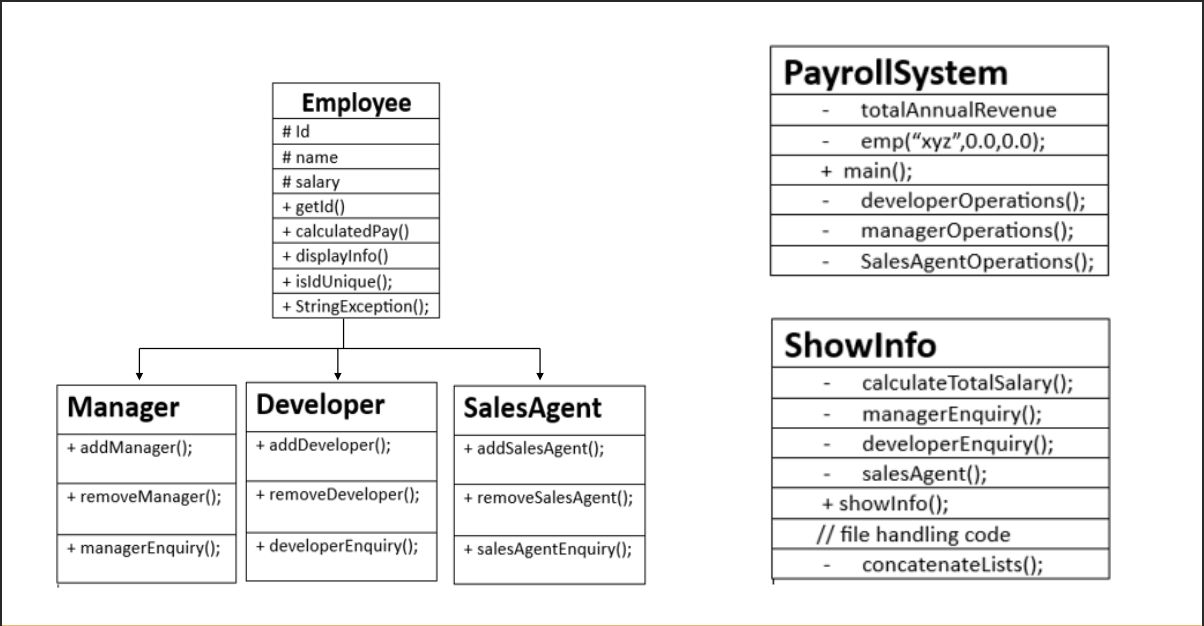 Employee
# Id
# name
# salary
+ getId()
+ calculatedPay()
+ displayInfo()
+ isIdUnique();
+ StringException();
Manager
+ addManager();
+ removeManager();
+ managerEnquiry();
Developer
+ addDeveloper();
+ removeDeveloper();
+ developerEnquiry();
SalesAgent
+ addSalesAgent();
+ removeSalesAgent();
+ salesAgentEnquiry();
PayrollSystem
- totalAnnualRevenue
- emp(“xyz”,0.0,0.0);
+ main();
- developerOperations();
- managerOperations();
- SalesAgentOperations();
ShowInfo
- calculateTotalSalary();
- managerEnquiry();
- developerEnquiry();
- salesAgent();
+ showInfo();
// file handling code
- concatenateLists();